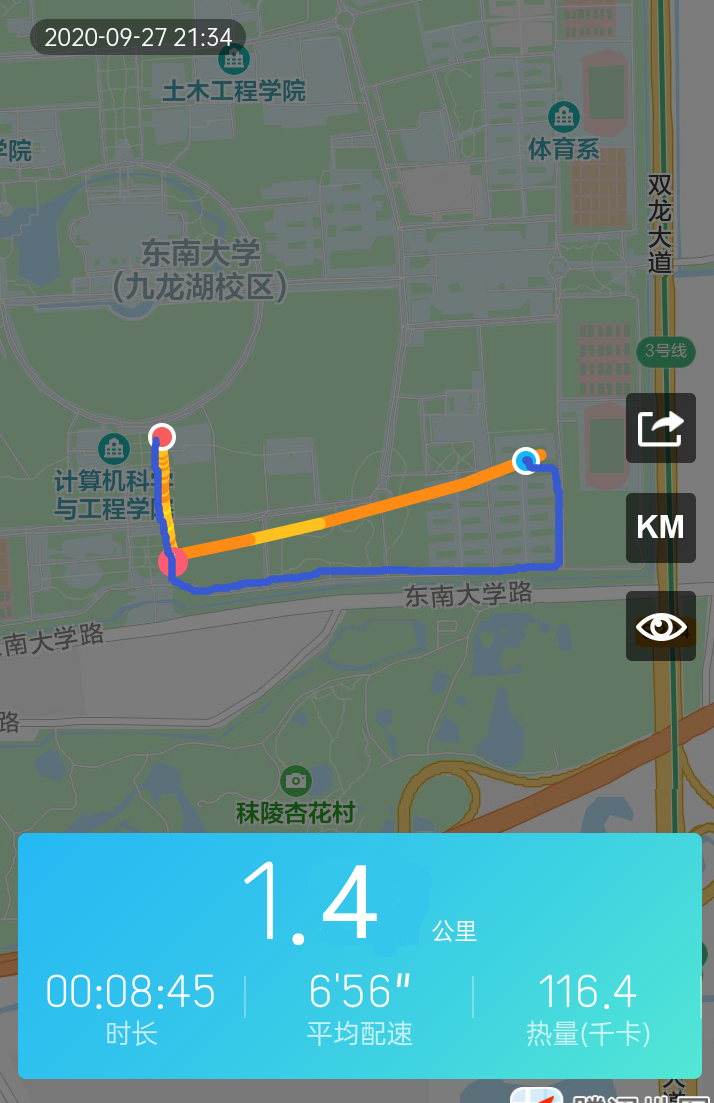 2020-09-27 21:34
土木工程学院
学院
体育系
双龙大道
东南大学
(九龙湖校区)
3号线
计算机科学
与工程学院
KM
东南大学路
南大学路
路
秣陵杏花村
1.4 公里
00:08:45 6'56" 116.4
时长 平均配速 热量(千卡)
大道